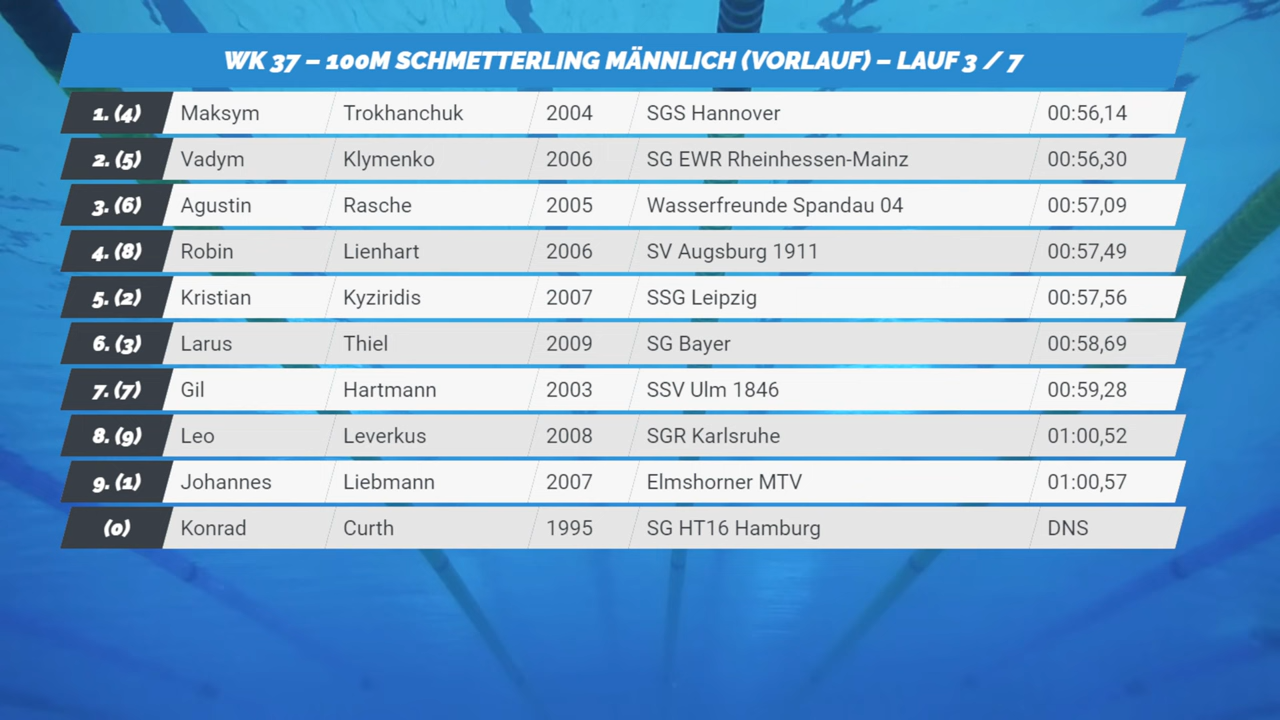 WK 37 – 100M SCHMETTERLING MÄNNLICH (VORLAUF) – LAUF 3 / 7
1. (4) Maksym Trokhanchuk 2004 SGS Hannover 00:56,14
2. (5) Vadym Klymenko 2006 SG EWR Rheinhessen-Mainz 00:56,30
3. (6) Agustin Rasche 2005 Wasserfreunde Spandau 04 00:57,09
4. (8) Robin Lienhart 2006 SV Augsburg 1911 00:57,49
5. (2) Kristian Kyziridis 2007 SSG Leipzig 00:57,56
6. (3) Larus Thiel 2009 SG Bayer 00:58,69
7. (7) Gil Hartmann 2003 SSV Ulm 1846 00:59,28
8. (9) Leo Leverkus 2008 SGR Karlsruhe 01:00,52
9. (1) Johannes Liebmann 2007 Elmshorner MTV 01:00,57
(0) Konrad Curth 1995 SG HT16 Hamburg DNS